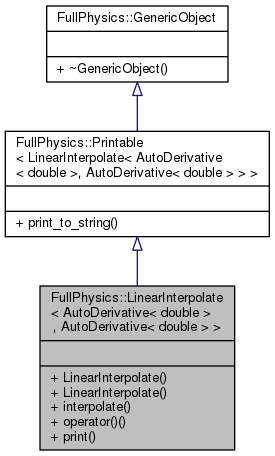 FullPhysics::GenericObject
+ ~GenericObject()
FullPhysics::Printable
< LinearInterpolate< AutoDerivative
< double >, AutoDerivative< double > > >
+ print_to_string()
FullPhysics::LinearInterpolate
< AutoDerivative< double >
, AutoDerivative< double > >
+ LinearInterpolate()
+ LinearInterpolate()
+ interpolate()
+ operator()()
+ print()